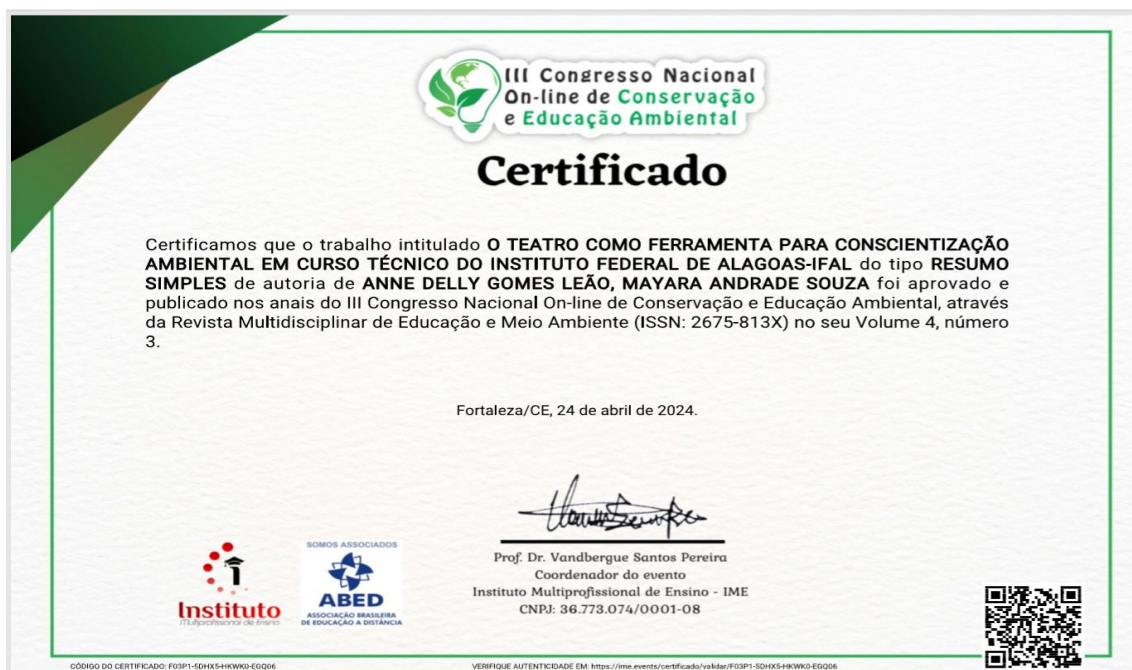 III Congresso Nacional
On-line de Conservação
e Educação Ambiental
Certificado
Certificamos que o trabalho intitulado O TEATRO COMO FERRAMENTA PARA CONSCIENTIZAÇÃO
AMBIENTAL EM CURSO TÉCNICO DO INSTITUTO FEDERAL DE ALAGOAS-IFAL do tipo RESUMO
SIMPLES de autoria de ANNE DELLY GOMES LEÃO, MAYARA ANDRADE SOUZA foi aprovado e
publicado nos anais do III Congresso Nacional On-line de Conservação e Educação Ambiental, através
da Revista Multidisciplinar de Educação e Meio Ambiente (ISSN: 2675-813X) no seu Volume 4, número
3.
Fortaleza/CE, 24 de abril de 2024.
Prof. Dr. Vandbergue Santos Pereira
Coordenador do evento
Instituto Multiprofissional de Ensino - IME
CNPJ: 36.773.074/0001-08
Instituto
Multiprofissional de Ensino
SOMOS ASSOCIADOS
ABED
ASSOCIAÇÃO BRASILEIRA
DE EDUCAÇÃO A DISTÂNCIA
CÓDIGO DO CERTIFICADO: F03P1-5DHX5-HKWK0-EGQ06
VERIFIQUE AUTENTICIDADE EM: https://ime.events/certificado/validar/F03P1-5DHX5-HKWK0-EGQ06